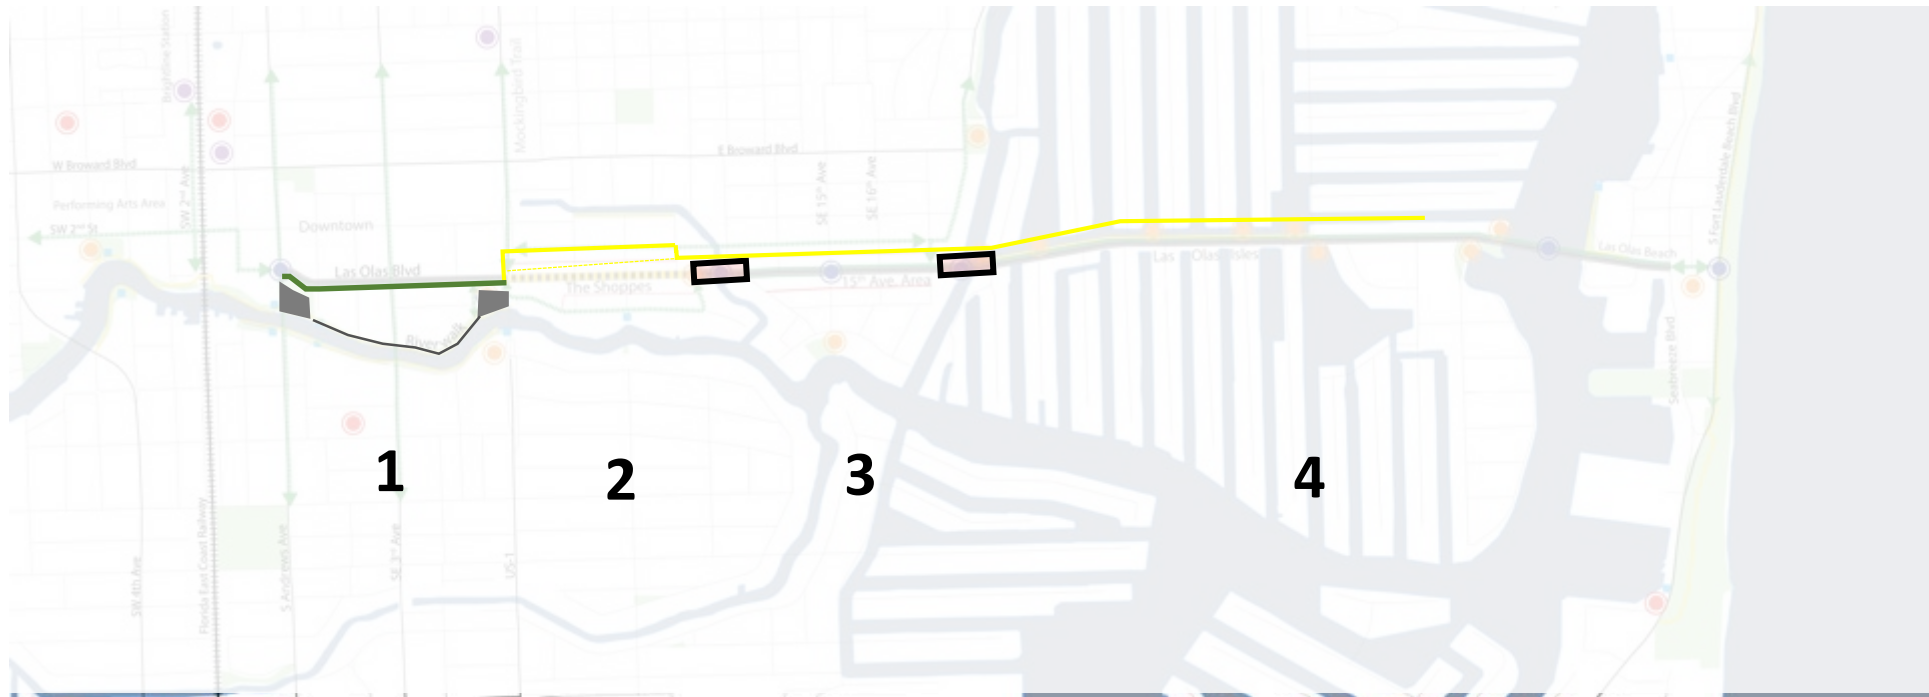 Brightline Station
Mockingbird Trail
W Broward Blvd
E Broward Blvd
SW 2nd Ave
SE 15th Ave
SE 16th Ave
Performing Arts Area
SW 2nd St
Downtown
S Fort Lauderdale Beach Blvd
Las Olas Blvd
Las Olas Isles
Las Olas Beach
The Shoppes
15th Ave. Area
Riverwalk
Seabreeze Blvd
1
2
3
4
SW 4th Ave
Florida East Coast Railway
S Andrews Ave
SE 3rd Ave
US-1